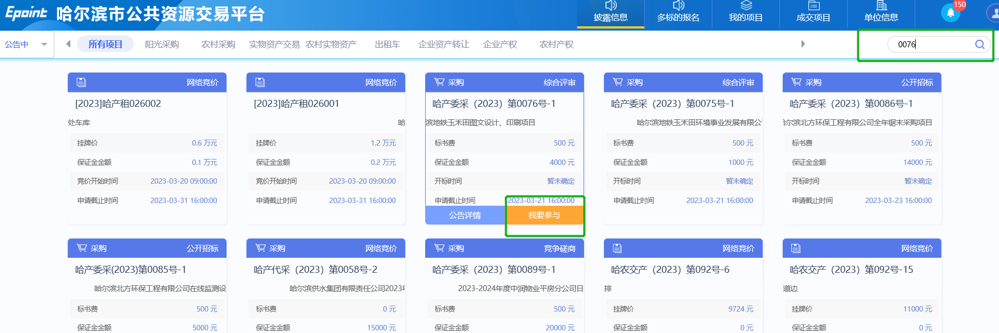 Epoint 哈尔滨市公共资源交易平台
披露信息 多标的报名 我的项目 成交项目 单位信息 150
公告中 所有项目 阳光采购 农村采购 实物资产交易 农村实物资产 出租车 企业资产转让 企业产权 农村产权 0076
网络竞价 网络竞价 采购 综合评审 采购 综合评审 采购 公开招标
[2023]哈产租026002 [2023]哈产租026001 哈产委采（2023）第0076号-1 哈产委采（2023）第0075号-1 哈产委采（2023）第0086号-1
处车库 哈 滨地铁玉禾田图文设计、印刷项目 哈尔滨地铁玉禾田环境事业发展有限公 尔滨北方环保工程有限公司全年锯末采购项目
挂牌价 0.6 万元 挂牌价 1.2 万元 标书费 500 元 标书费 500 元 标书费 500 元
保证金金额 0.1 万元 保证金金额 0.2 万元 保证金金额 4000 元 保证金金额 1000 元 保证金金额 14000 元
竞价开始时间 2023-03-20 09:00:00 竞价开始时间 2023-03-20 09:00:00 开标时间 暂未确定 开标时间 暂未确定 开标时间 暂未确定
申请截止时间 2023-03-31 16:00:00 申请截止时间 2023-03-31 16:00:00 申请截止时间 2023-03-21 16:00:00 申请截止时间 2023-03-21 16:00:00 申请截止时间 2023-03-23 16:00:00
公告详情 我要参与
采购 公开招标 采购 网络竞价 采购 竞争磋商 网络竞价 网络竞价
哈产委采(2023)第0085号-1 哈产代采（2023）第0058号-2 哈产委采（2023）第0089号-1 哈农交产（2023）第092号-6 哈农交产（2023）第092号-15
哈尔滨北方环保工程有限公司在线监测设 哈尔滨供水集团有限责任公司2023年 2023-2024年度中润物业平房分公司日 排 道边
标书费 500 元 标书费 0 元 标书费 500 元 挂牌价 9724 元 挂牌价 11000 元
保证金金额 5000 元 保证金金额 15000 元 保证金金额 20000 元 保证金金额 0 元 保证金金额 0 元